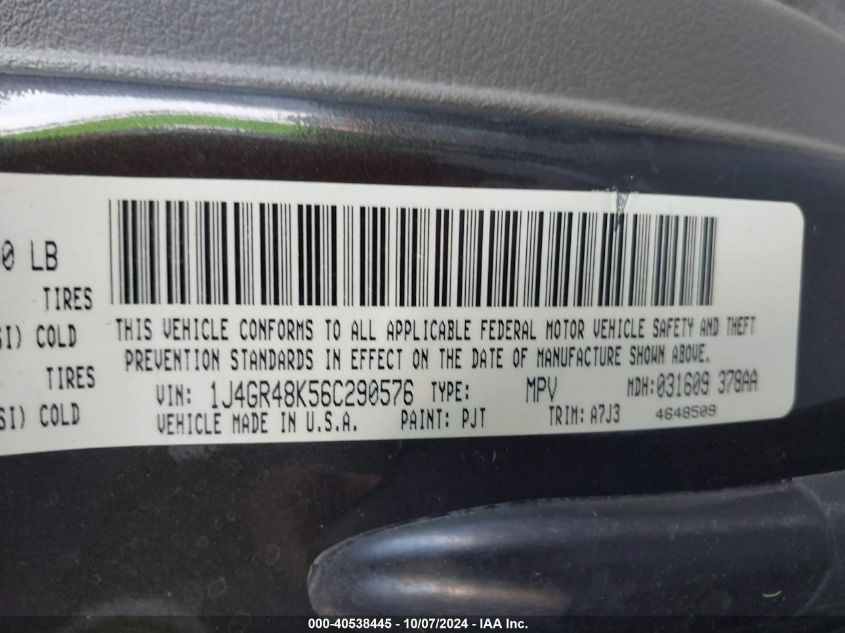 0 LB
TIRES
SI) COLD
TIRES
SI) COLD
THIS VEHICLE CONFORMS TO ALL APPLICABLE FEDERAL MOTOR VEHICLE SAFETY AND THEFT
PREVENTION STANDARDS IN EFFECT ON THE DATE OF MANUFACTURE SHOWN ABOVE.
VIN: 1J4GR48K56C290576 TYPE: MPV MDH:031609 378AA
VEHICLE MADE IN U.S.A. PAINT: PJT TRIM: A7J3 4648509
000-40538445 - 10/07/2024 - IAA Inc.